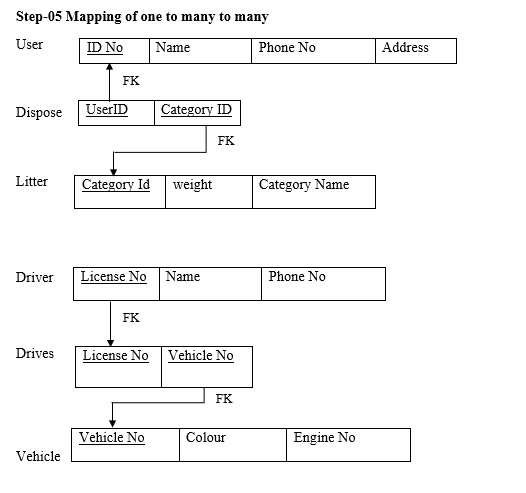 Step-05 Mapping of one to many to many
User ID No Name Phone No Address
FK
Dispose UserID Category ID
FK
Litter Category Id weight Category Name
Driver License No Name Phone No
FK
Drives License No Vehicle No
FK
Vehicle No Colour Engine No
Vehicle